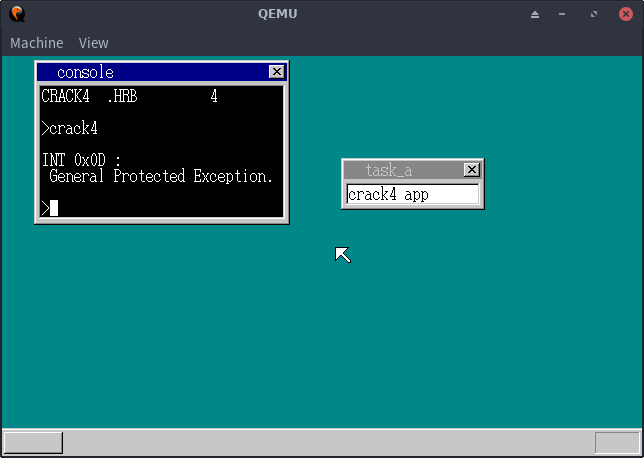 QEMU
Machine View
console
CRACK4 .HRB 4
>crack4
INT 0x0D :
General Protected Exception.
>
task_a
crack4 app